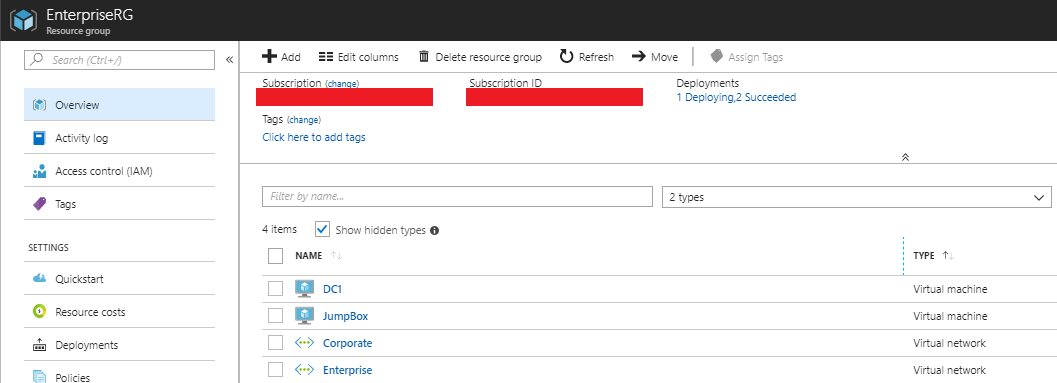 EnterpriseRG
Resource group
Search (Ctrl+/)
«
Overview
Activity log
Access control (IAM)
Tags
SETTINGS
Quickstart
Resource costs
Deployments
Policies
Add
Edit columns
Delete resource group
Refresh
Move
Assign Tags
Subscription (change)
Subscription ID
Deployments
1 Deploying,2 Succeeded
Tags (change)
Click here to add tags
Filter by name...
2 types
4 items
Show hidden types
NAME
TYPE
DC1
Virtual machine
JumpBox
Virtual machine
Corporate
Virtual network
Enterprise
Virtual network